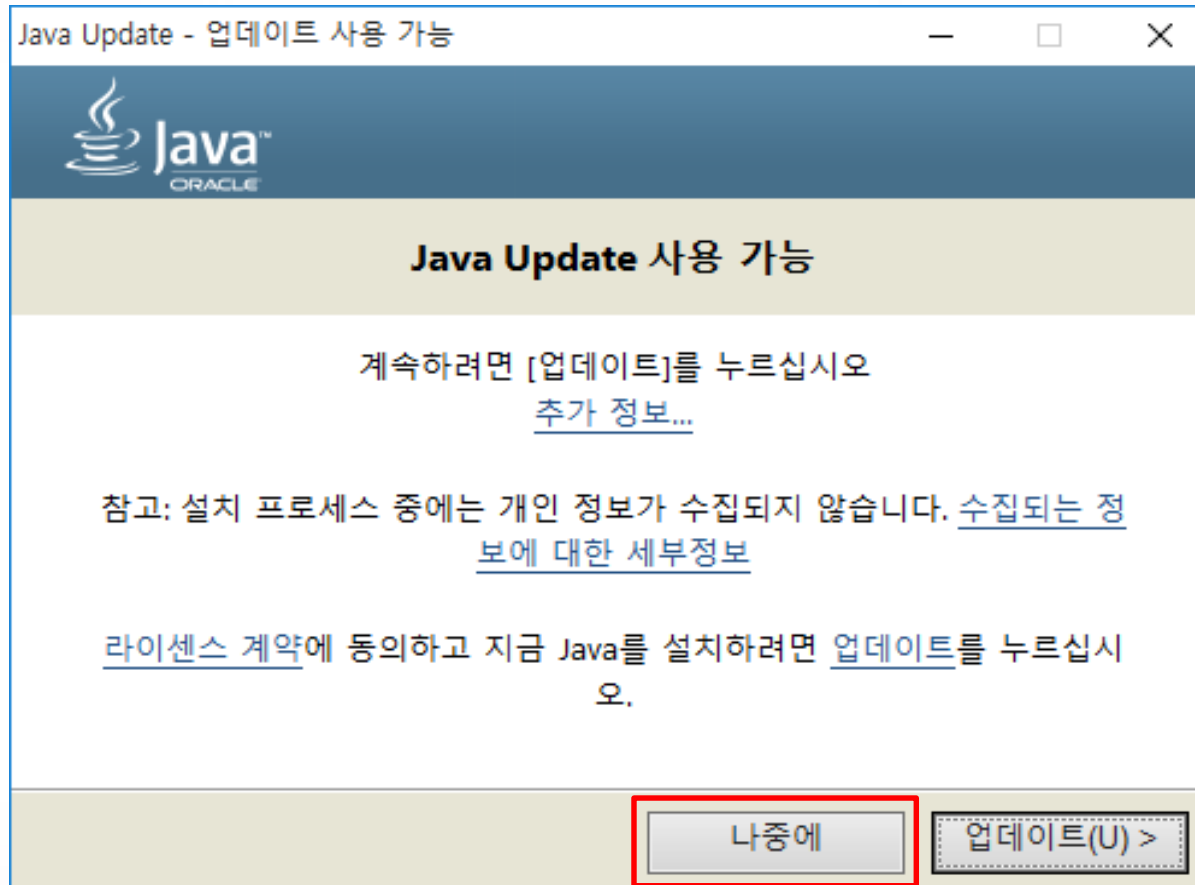 Java Update - 업데이트 사용 가능
Java™
ORACLE
Java Update 사용 가능
계속하려면 [업데이트]를 누르십시오
추가 정보...
참고: 설치 프로세스 중에는 개인 정보가 수집되지 않습니다. 수집되는 정
보에 대한 세부정보
라이센스 계약에 동의하고 지금 Java를 설치하려면 업데이트를 누르십시
오.
나중에 업데이트(U) >